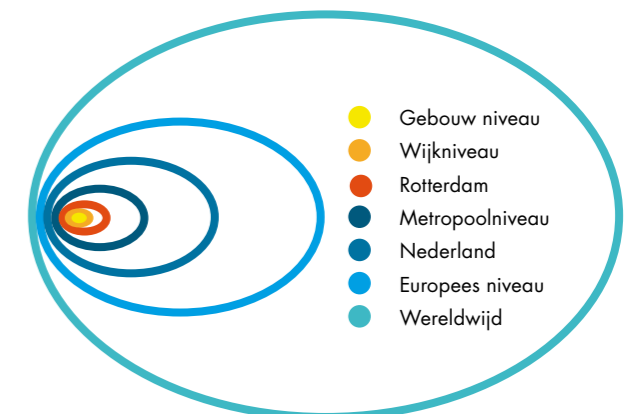 Gebouw niveau
Wijkniveau
Rotterdam
Metropoolniveau
Nederland
Europees niveau
Wereldwijd